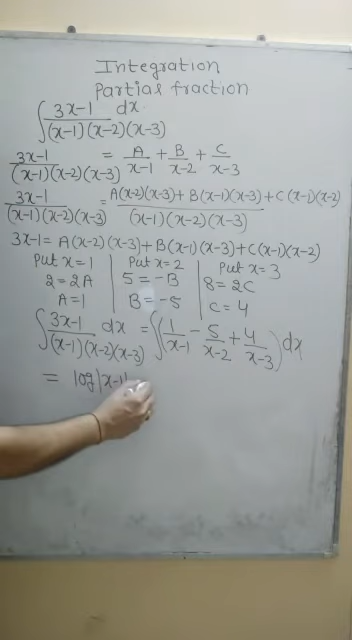 Integration
Partial fraction
∫ 3x-1 / (x-1)(x-2)(x-3) dx
3x-1 / (x-1)(x-2)(x-3) = A / x-1 + B / x-2 + C / x-3
3x-1 / (x-1)(x-2)(x-3) = A(x-2)(x-3)+B(x-1)(x-3)+C(x-1)(x-2) / (x-1)(x-2)(x-3)
3x-1 = A(x-2)(x-3)+B(x-1)(x-3)+C(x-1)(x-2)
Put x=1 | Put x=2 | Put x=3
2=2A | 5=-B | 8=2C
A=1 | B=-5 | C=4
∫ 3x-1 / (x-1)(x-2)(x-3) dx = ∫( 1 / x-1 - 5 / x-2 + 4 / x-3 ) dx
= log|x-1|